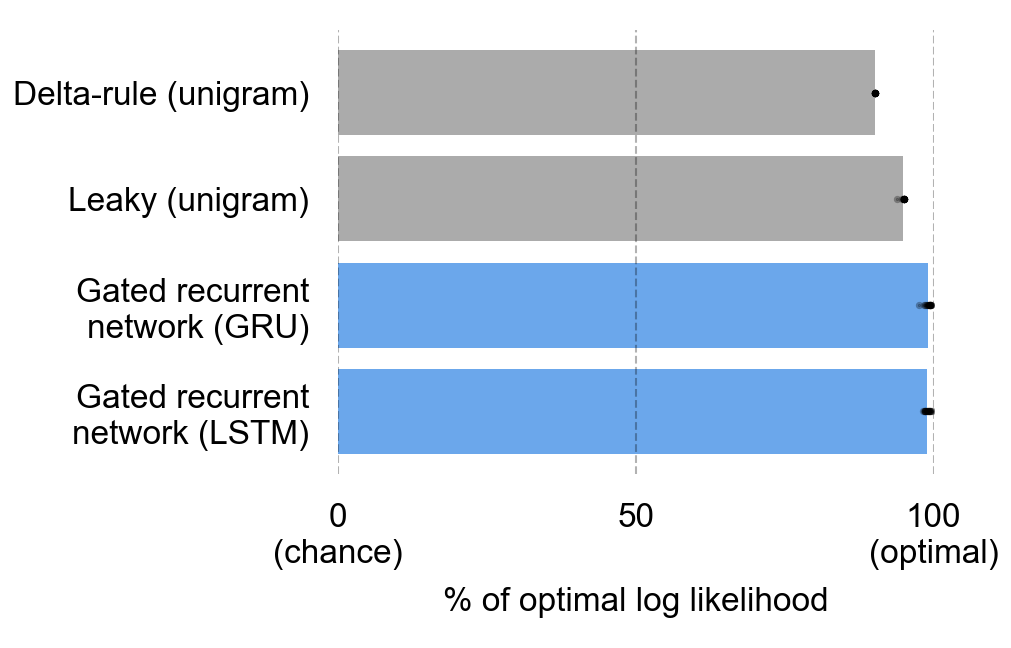 Delta-rule (unigram)
Leaky (unigram)
Gated recurrent
network (GRU)
Gated recurrent
network (LSTM)
0
(chance)
50
100
(optimal)
% of optimal log likelihood